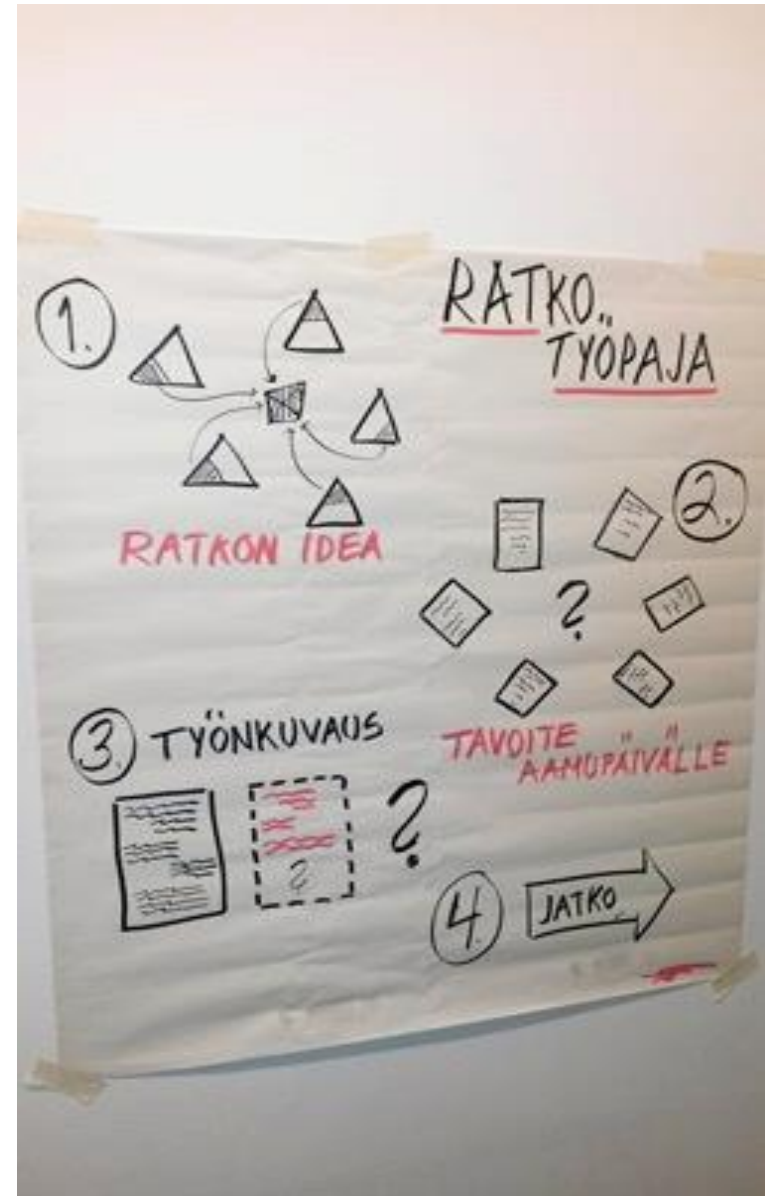 RATKO
TYÖPAJA
1.
RATKON IDEA
2.
?
TAVOITE
AAMUPÄIVÄLLE
3. TYÖNKUVAUS
?
?
4. JATKO